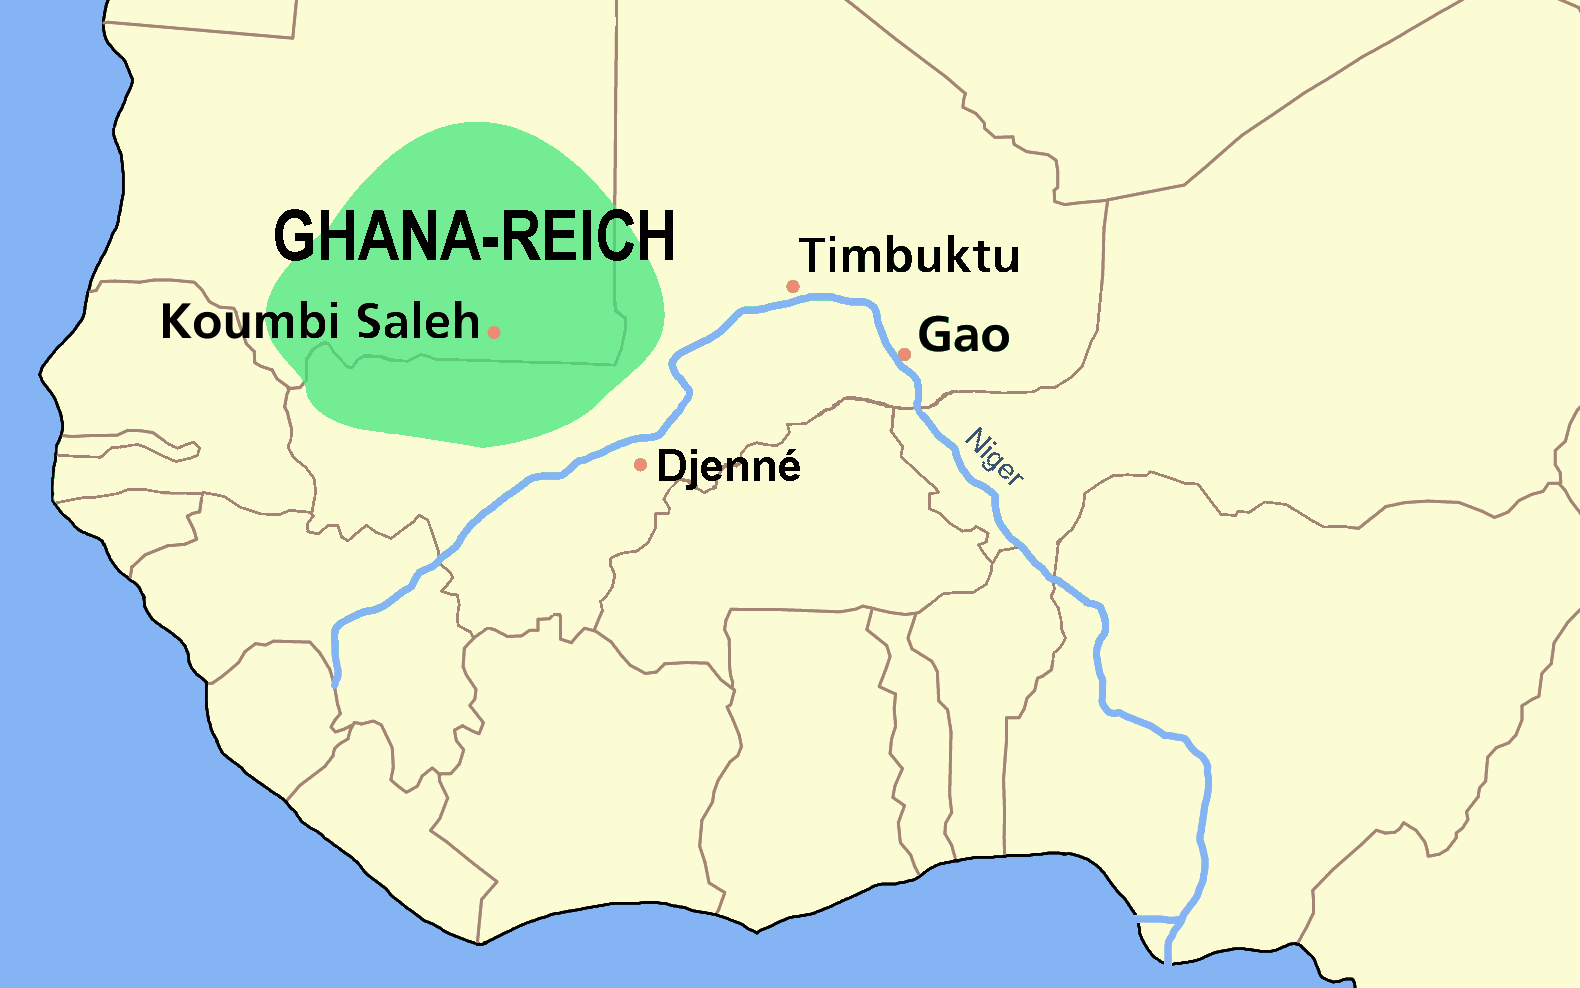 GHANA-REICH
Timbuktu
Koumbi Saleh
Gao
Niger
Djenné